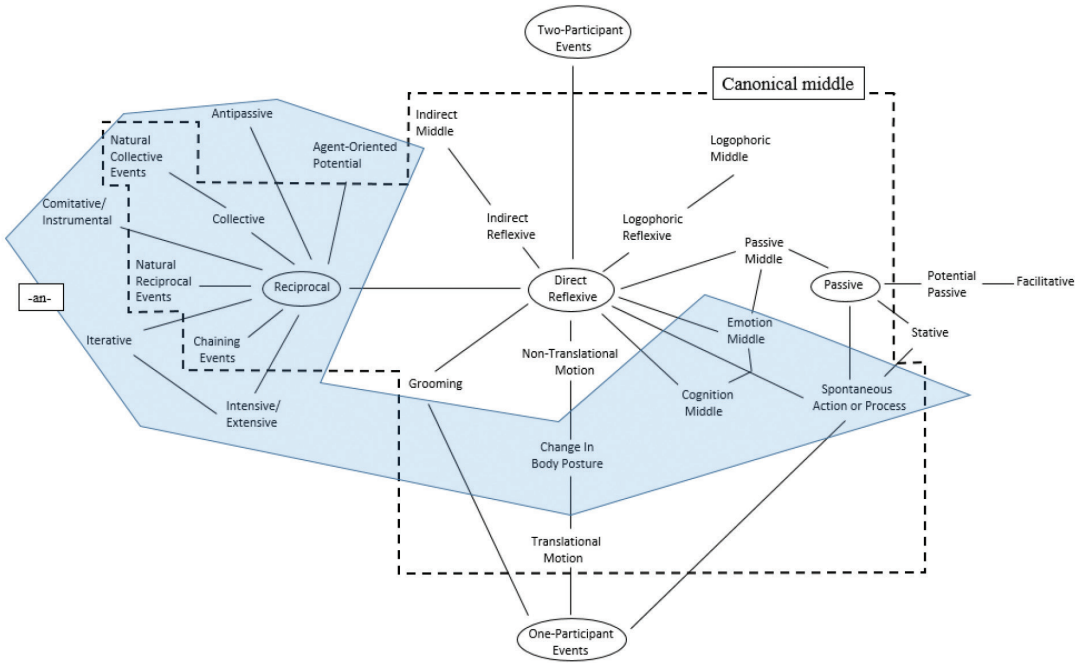 Two-Participant
Events
Canonical middle
Antipassive
Indirect
Middle
Natural
Collective
Events
Agent-Oriented
Potential
Logophoric
Middle
Comitative/
Instrumental
Collective
Indirect
Reflexive
Logophoric
Reflexive
Passive
Middle
Natural
Reciprocal
Events
Reciprocal
Direct
Reflexive
Passive
Potential
Passive
Facilitative
-an-
Iterative
Chaining
Events
Non-Translational
Motion
Emotion
Middle
Stative
Grooming
Intensive/
Extensive
Cognition
Middle
Spontaneous
Action or Process
Change In
Body Posture
Translational
Motion
One-Participant
Events